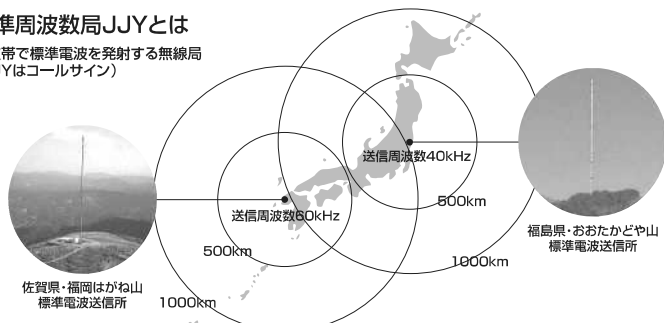 準周波数局JJYとは
帯で標準電波を発射する無線局
JYはコールサイン）
送信周波数40kHz
500km
1000km
福島県・おおたかどや山
標準電波送信所
送信周波数60kHz
500km
1000km
佐賀県・福岡はがね山
標準電波送信所